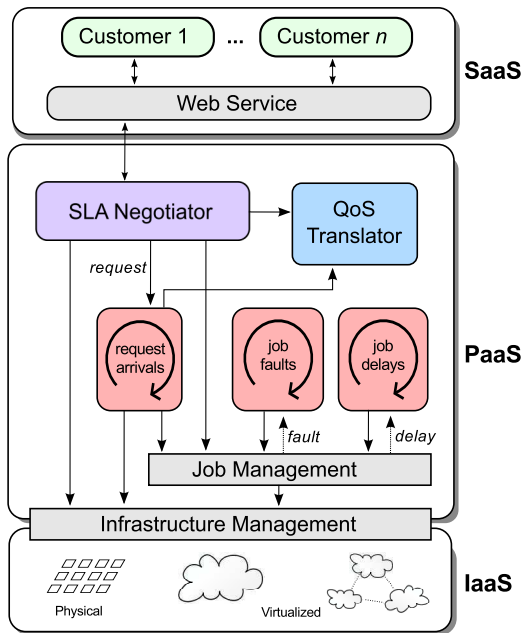 Customer 1 ... Customer n
SaaS
Web Service
SLA Negotiator
QoS
Translator
request
request
arrivals
job
faults
job
delays
PaaS
fault
delay
Job Management
Infrastructure Management
IaaS
Physical
Virtualized